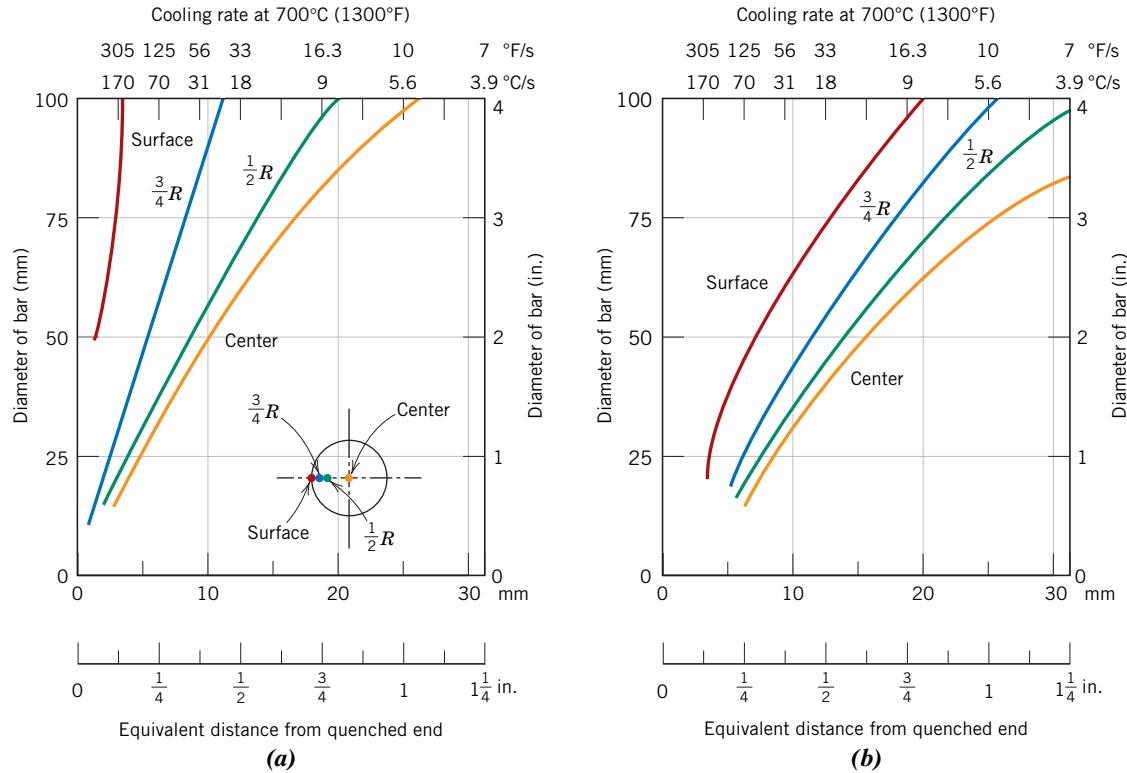 Cooling rate at 700°C (1300°F)
305 125 56 33 16.3 10 7 °F/s
170 70 31 18 9 5.6 3.9 °C/s
100
4
Surface
3/4 R
1/2 R
75
3
Diameter of bar (mm)
Diameter of bar (in.)
50
2
Center
3/4 R
Center
25
1
Surface
1/2 R
0
0
0 10 20 30 mm
0 1/4 1/2 3/4 1 1 1/4 in.
Equivalent distance from quenched end
(a)
Cooling rate at 700°C (1300°F)
305 125 56 33 16.3 10 7 °F/s
170 70 31 18 9 5.6 3.9 °C/s
100
4
1/2 R
3/4 R
75
3
Surface
Diameter of bar (mm)
Diameter of bar (in.)
50
2
Center
25
1
0
0
0 10 20 30 mm
0 1/4 1/2 3/4 1 1 1/4 in.
Equivalent distance from quenched end
(b)